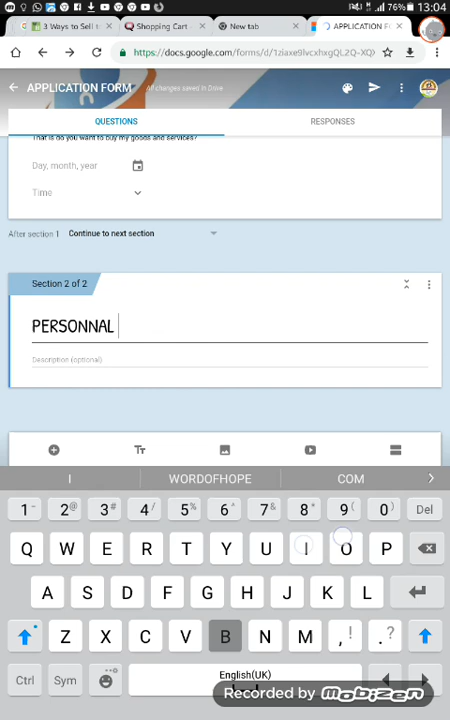 76% 13:04
3 Ways to Sell t
Shopping Cart
New tab
APPLICATION F
https://docs.google.com/forms/d/1ziaxe9lvcxhxgQL2Q-XQX
APPLICATION FORM
All changes saved in Drive
QUESTIONS
RESPONSES
That is do you want to buy my goods and services?
Day, month, year
Time
After section 1 Continue to next section
Section 2 of 2
PERSONNAL
Description (optional)
Tт
I WORDOFHOPE COM
1 - 2 @ 3 # 4 / 5 % 6 ^ 7 & 8 * 9 ( 0 ) Del
Q W E R T Y U I O P
A S D F G H J K L
Z X C V B N M , ! . ?
Ctrl Sym English(UK)
Recorded by mobizen